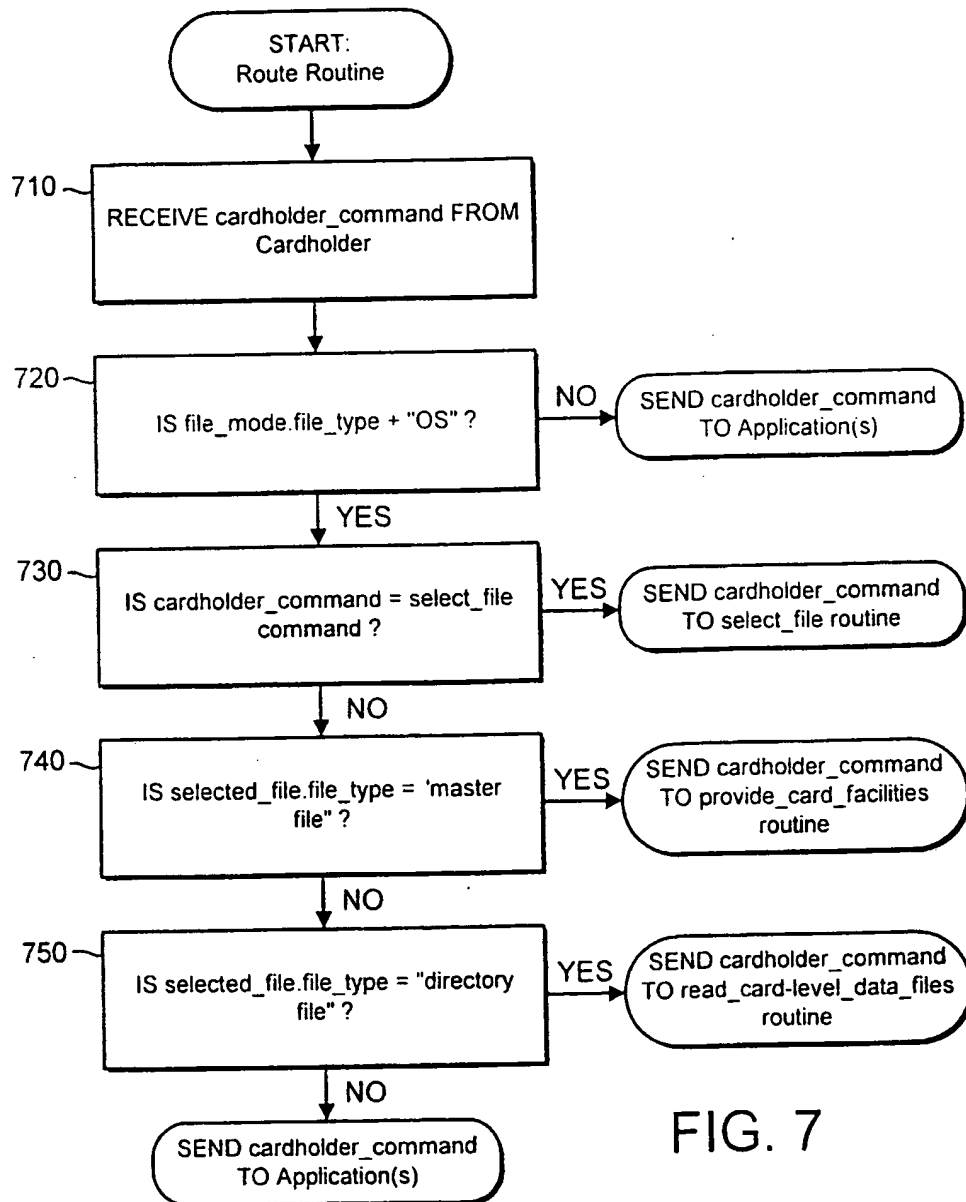 START:
Route Routine
710
RECEIVE cardholder_command FROM
Cardholder
720
IS file_mode.file_type + "OS" ?
NO
SEND cardholder_command
TO Application(s)
YES
730
IS cardholder_command = select_file
command ?
YES
SEND cardholder_command
TO select_file routine
NO
740
IS selected_file.file_type = 'master
file" ?
YES
SEND cardholder_command
TO provide_card_facilities
routine
NO
750
IS selected_file.file_type = "directory
file" ?
YES
SEND cardholder_command
TO read_card-level_data_files
routine
NO
SEND cardholder_command
TO Application(s)
FIG. 7